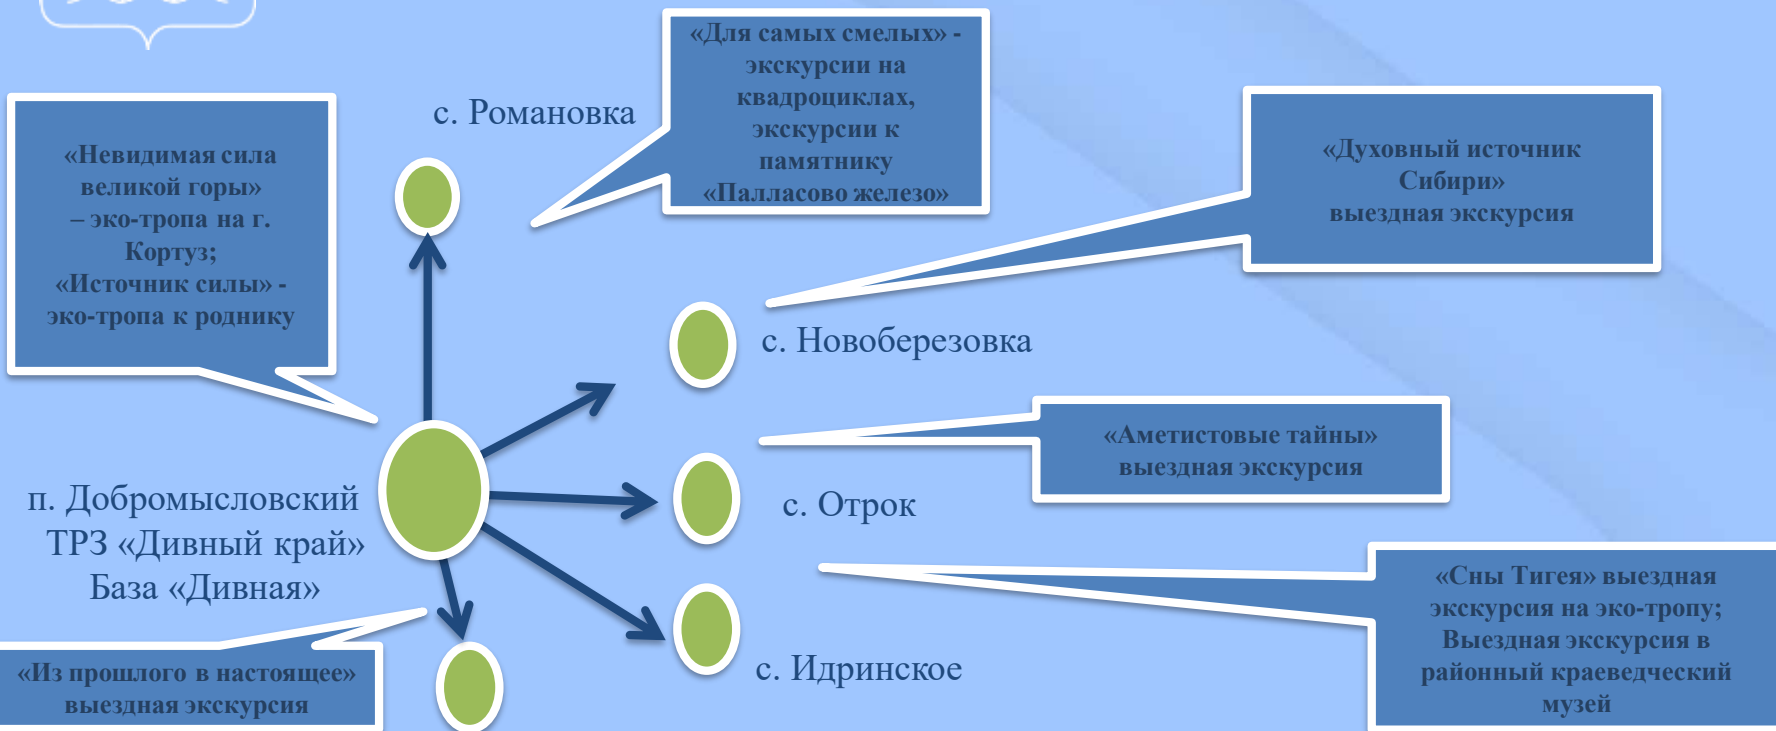 «Для самых смелых» -
экскурсии на
квадроциклах,
экскурсии к
памятнику
«Палласово железо»
с. Романовка
«Невидимая сила
великой горы»
– эко-тропа на г.
Кортуз;
«Источник силы» -
эко-тропа к роднику
«Духовный источник
Сибири»
выездная экскурсия
с. Новоберезовка
«Аметистовые тайны»
выездная экскурсия
п. Добромысловский
ТРЗ «Дивный край»
База «Дивная»
с. Отрок
«Сны Тигея» выездная
экскурсия на эко-тропу;
Выездная экскурсия в
районный краеведческий
музей
с. Идринское
«Из прошлого в настоящее»
выездная экскурсия